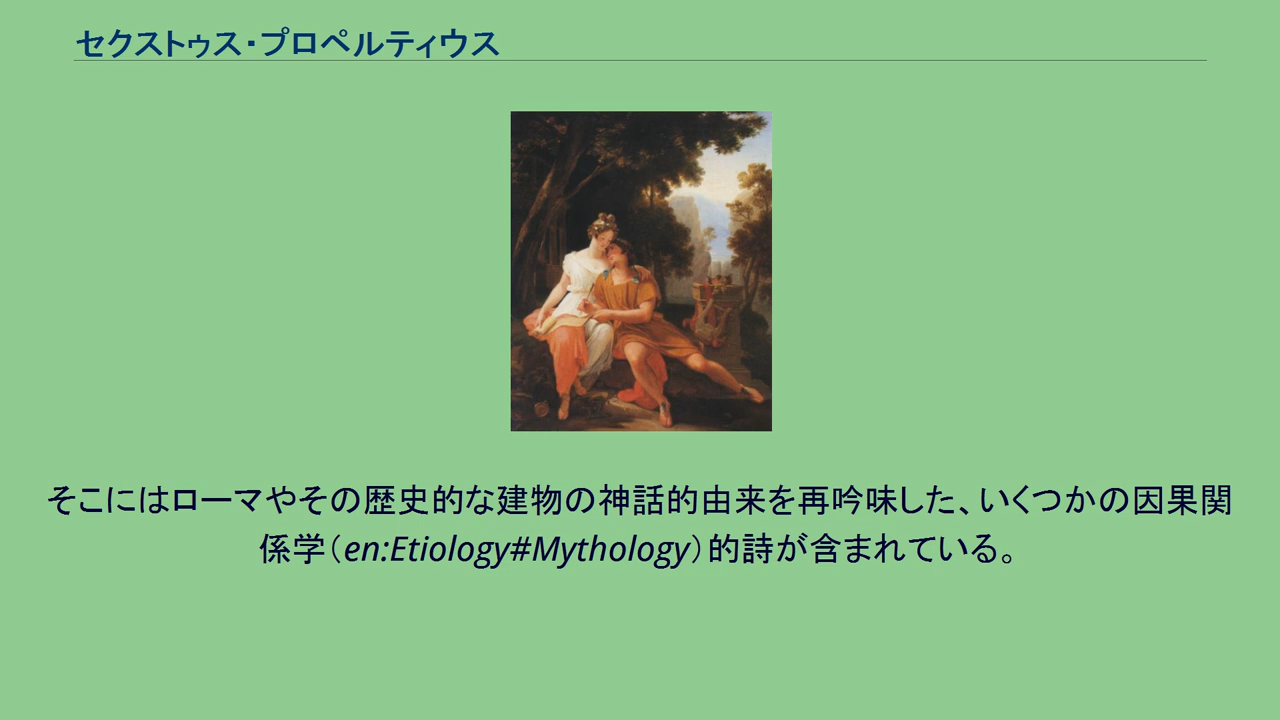 セクストゥス・プロペルティウス
そこにはローマやその歴史的な建物の神話的由来を再吟味した、いくつかの因果関
係学（en:Etiology#Mythology）的詩が含まれている。